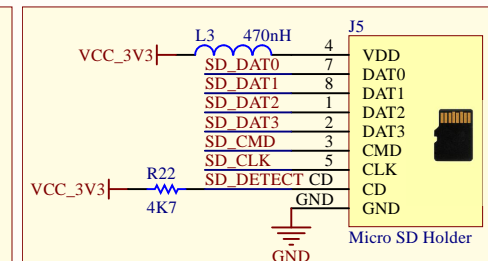 J5
L3 470nH
VCC_3V3 4 VDD
SD_DAT0 7 DAT0
SD_DAT1 8 DAT1
SD_DAT2 1 DAT2
SD_DAT3 2 DAT3
SD_CMD 3 CMD
SD_CLK 5 CLK
R22 SD_DETECT CD CD
VCC_3V3 GND GND
4K7 Micro SD Holder
GND